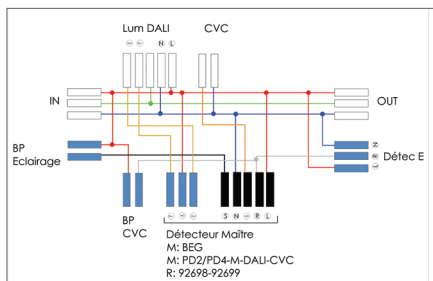 Lum DALI
CVC
N L
IN
OUT
BP
Eclairage
N
R
L
Détec E
BP
CVC
S N R L
Détecteur Maître
M: BEG
M: PD2/PD4-M-DALI-CVC
R: 92698-92699